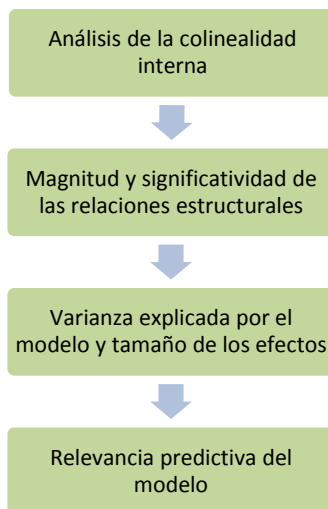 Análisis de la colinealidad
interna
Magnitud y significatividad de
las relaciones estructurales
Varianza explicada por el
modelo y tamaño de los efectos
Relevancia predictiva del
modelo